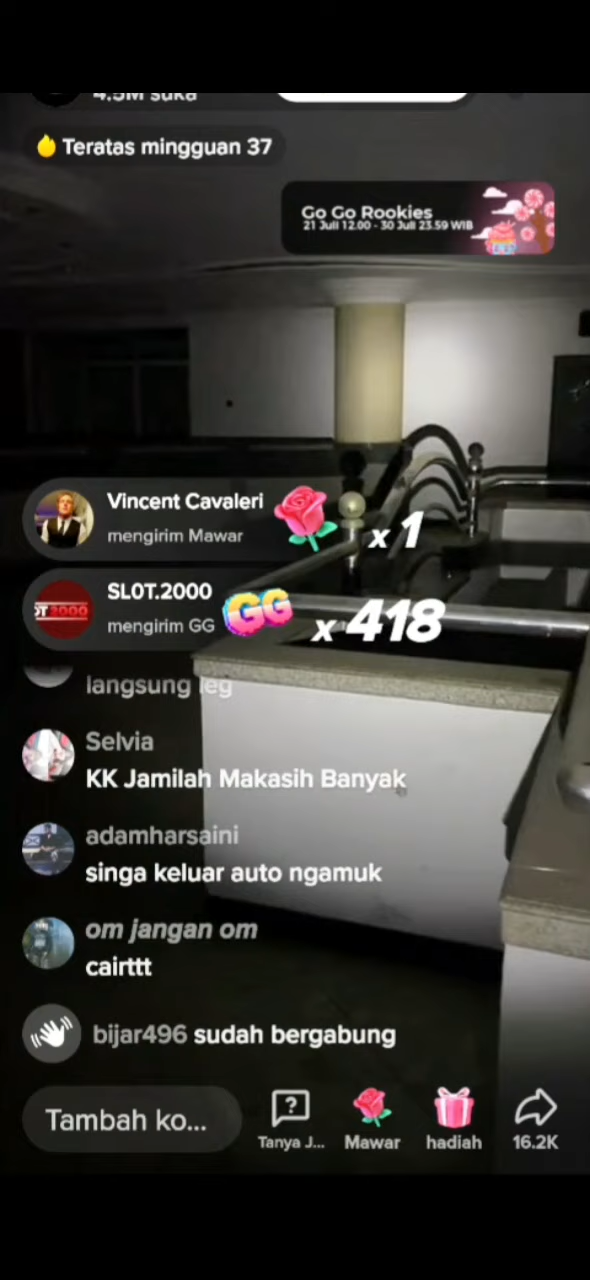 4.5M suka
Teratas mingguan 37
Go Go Rookies
21 Juli 12.00 - 30 Juli 23.59 WIB
Vincent Cavaleri
mengirim Mawar
x 1
SL0T.2000
mengirim GG
GG
x 418
langsung leg
Selvia
KK Jamilah Makasih Banyak
adamharsaini
singa keluar auto ngamuk
om jangan om
cairttt
bijar496 sudah bergabung
Tambah ko...
Tanya J...
Mawar
hadiah
16.2K